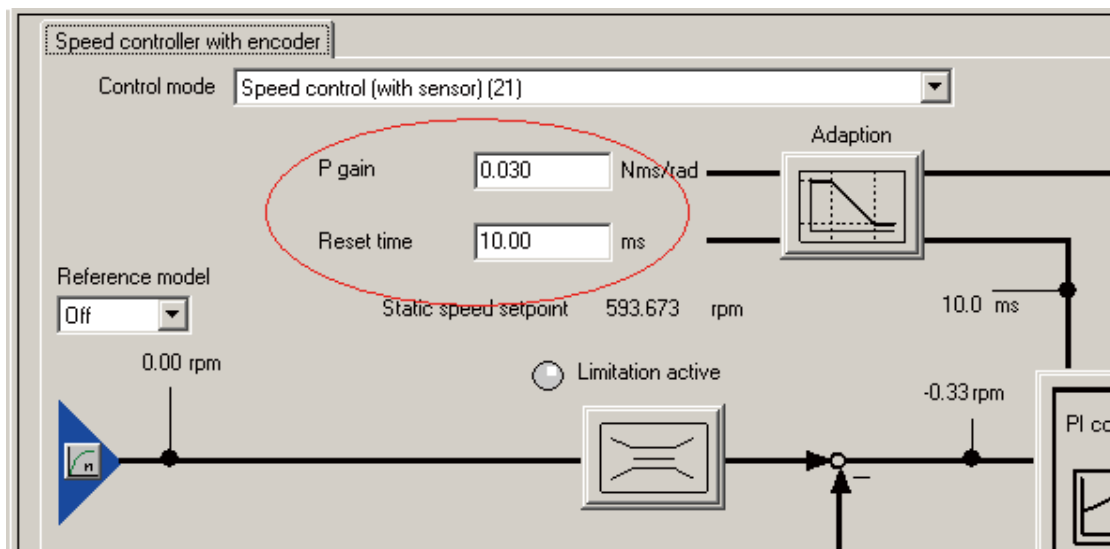 Speed controller with encoder
Control mode Speed control (with sensor) (21)
Adaption
P gain 0.030 Nms/rad
Reset time 10.00 ms
Reference model
Off
Static speed setpoint 593.673 rpm
10.0 ms
0.00 rpm
Limitation active
-0.33 rpm
n
PI co